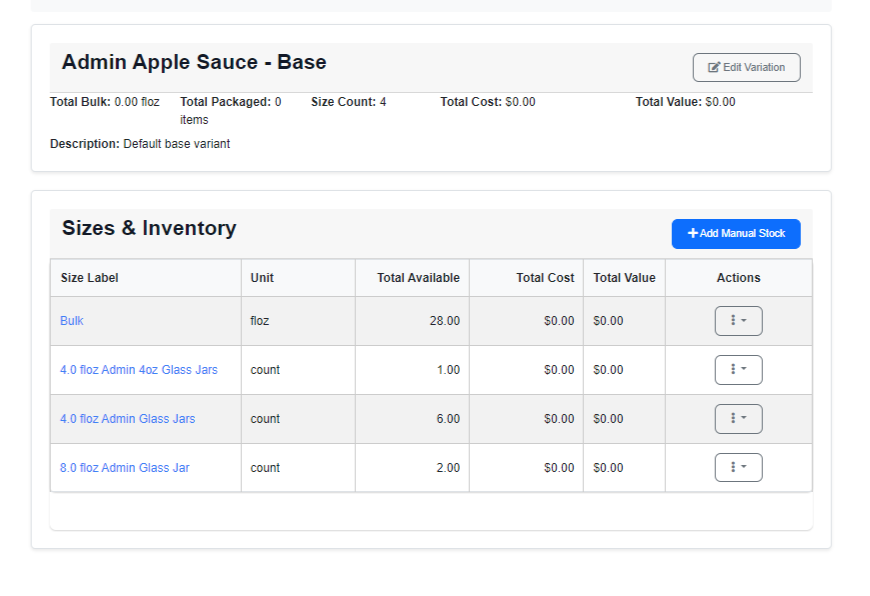 Admin Apple Sauce - Base
Edit Variation
Total Bulk: 0.00 floz Total Packaged: 0 items Size Count: 4 Total Cost: $0.00 Total Value: $0.00
Description: Default base variant
Sizes & Inventory
Add Manual Stock
Size Label Unit Total Available Total Cost Total Value Actions
Bulk floz 28.00 $0.00 $0.00
4.0 floz Admin 4oz Glass Jars count 1.00 $0.00 $0.00
4.0 floz Admin Glass Jars count 6.00 $0.00 $0.00
8.0 floz Admin Glass Jar count 2.00 $0.00 $0.00